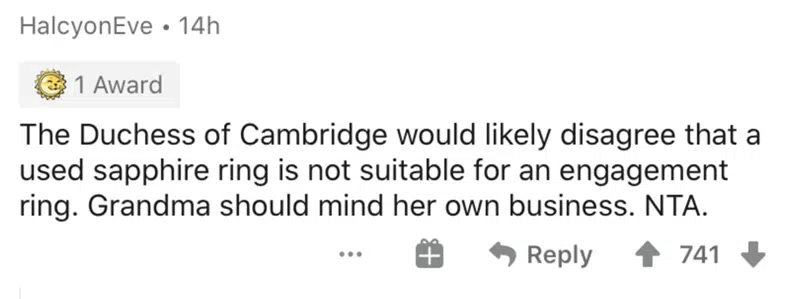 HalcyonEve • 14h
1 Award
The Duchess of Cambridge would likely disagree that a
used sapphire ring is not suitable for an engagement
ring. Grandma should mind her own business. NTA.
Reply 741